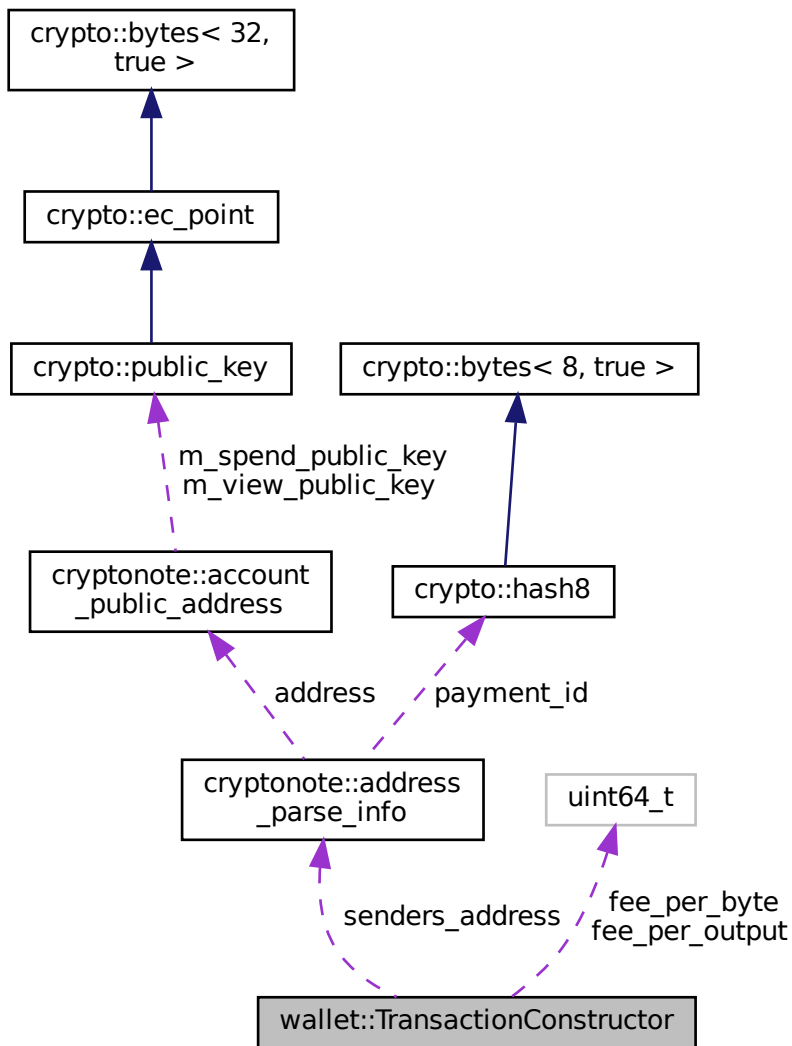 crypto::bytes< 32,
true >
crypto::ec_point
crypto::public_key
crypto::bytes< 8, true >
m_spend_public_key
m_view_public_key
cryptonote::account
_public_address
crypto::hash8
address
payment_id
cryptonote::address
_parse_info
uint64_t
senders_address
fee_per_byte
fee_per_output
wallet::TransactionConstructor